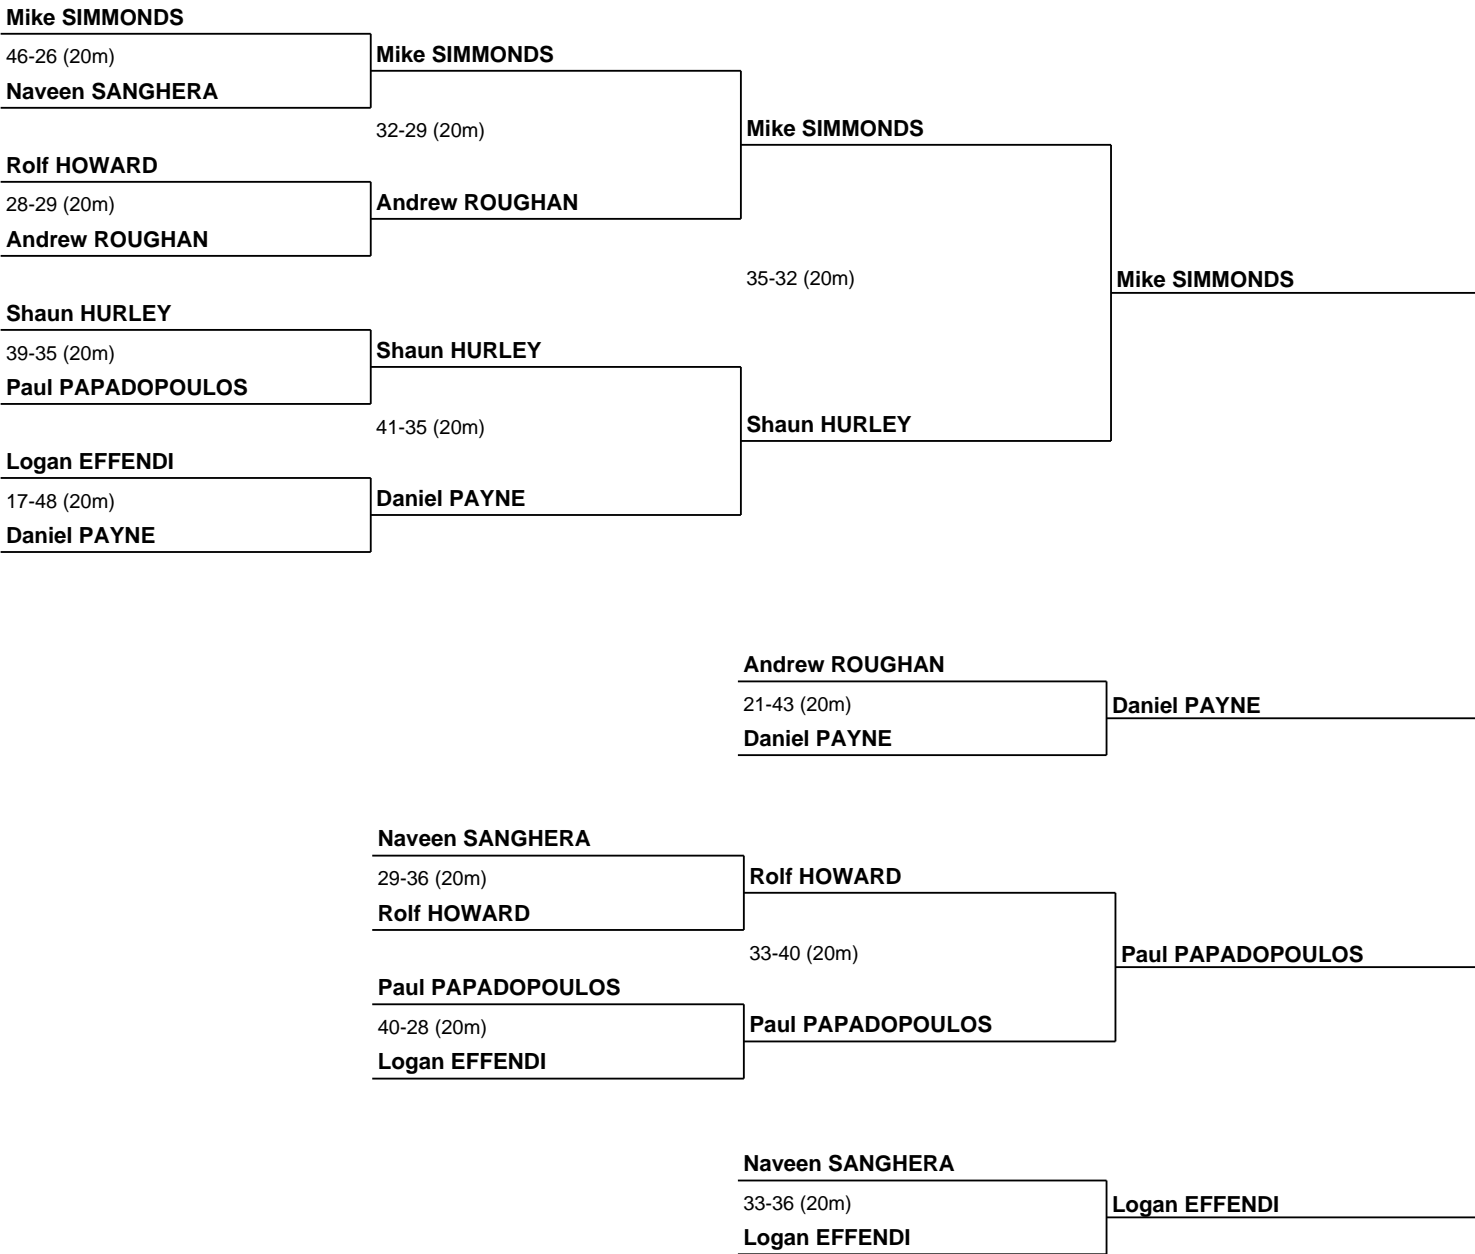 Mike SIMMONDS
46-26 (20m)
Mike SIMMONDS
Naveen SANGHERA
32-29 (20m)
Mike SIMMONDS
Rolf HOWARD
28-29 (20m)
Andrew ROUGHAN
Andrew ROUGHAN
35-32 (20m)
Mike SIMMONDS
Shaun HURLEY
39-35 (20m)
Shaun HURLEY
Paul PAPADOPOULOS
41-35 (20m)
Shaun HURLEY
Logan EFFENDI
17-48 (20m)
Daniel PAYNE
Daniel PAYNE
Andrew ROUGHAN
21-43 (20m)
Daniel PAYNE
Daniel PAYNE
Naveen SANGHERA
29-36 (20m)
Rolf HOWARD
Rolf HOWARD
33-40 (20m)
Paul PAPADOPOULOS
Paul PAPADOPOULOS
40-28 (20m)
Paul PAPADOPOULOS
Logan EFFENDI
Naveen SANGHERA
33-36 (20m)
Logan EFFENDI
Logan EFFENDI